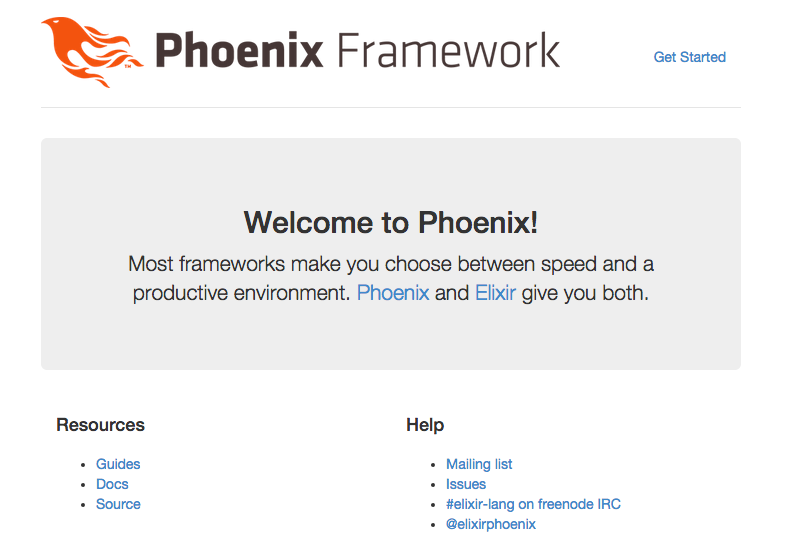 Phoenix Framework
Get Started
Welcome to Phoenix!
Most frameworks make you choose between speed and a
productive environment. Phoenix and Elixir give you both.
Resources
Guides
Docs
Source
Help
Mailing list
Issues
#elixir-lang on freenode IRC
@elixirphoenix